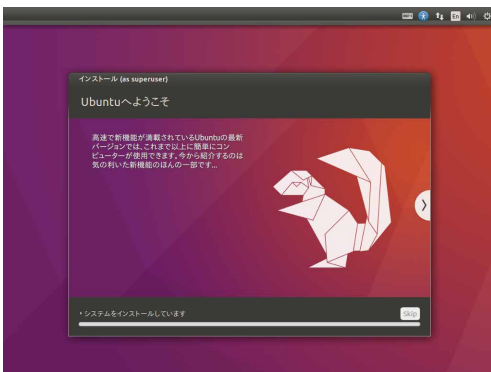 En
インストール (as superuser)
Ubuntuへようこそ
高速で新機能が満載されているUbuntuの最新
バージョンでは、これまで以上に簡単にコン
ピューターが使用できます。今から紹介するのは
気の利いた新機能のほんの一部です...
システムをインストールしています
Skip